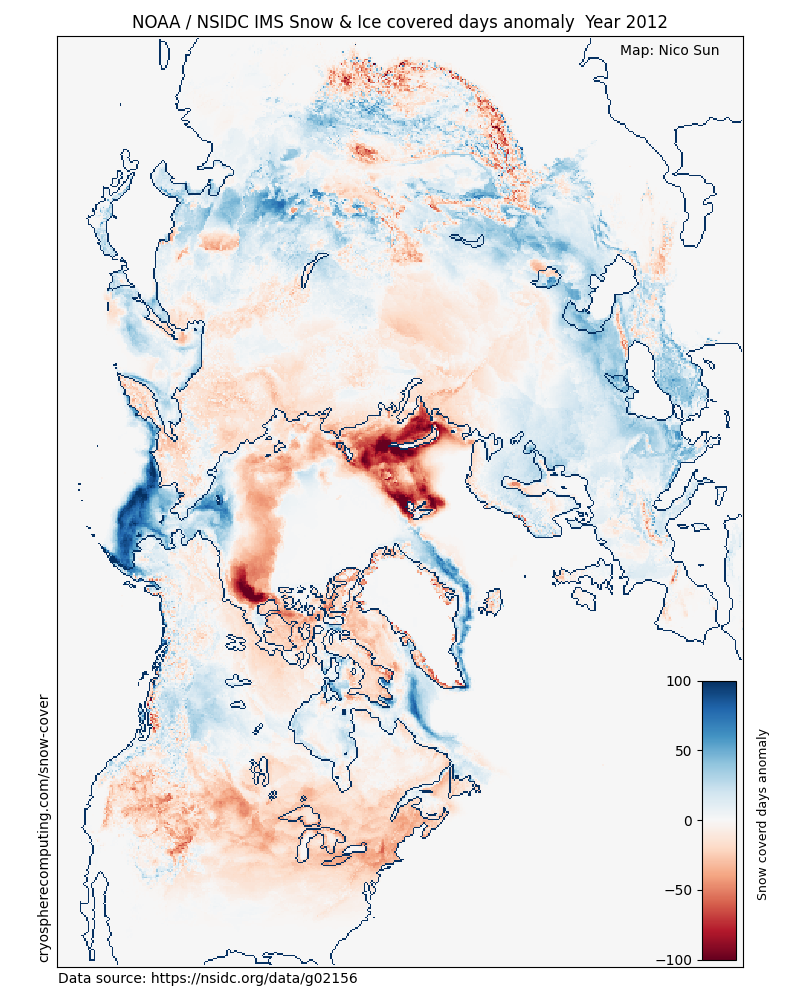 NOAA / NSIDC IMS Snow & Ice covered days anomaly  Year 2012
Map: Nico Sun
cryospherecomputing.com/snow-cover
100
50
0
−50
−100
Snow coverd days anomaly
Data source: https://nsidc.org/data/g02156